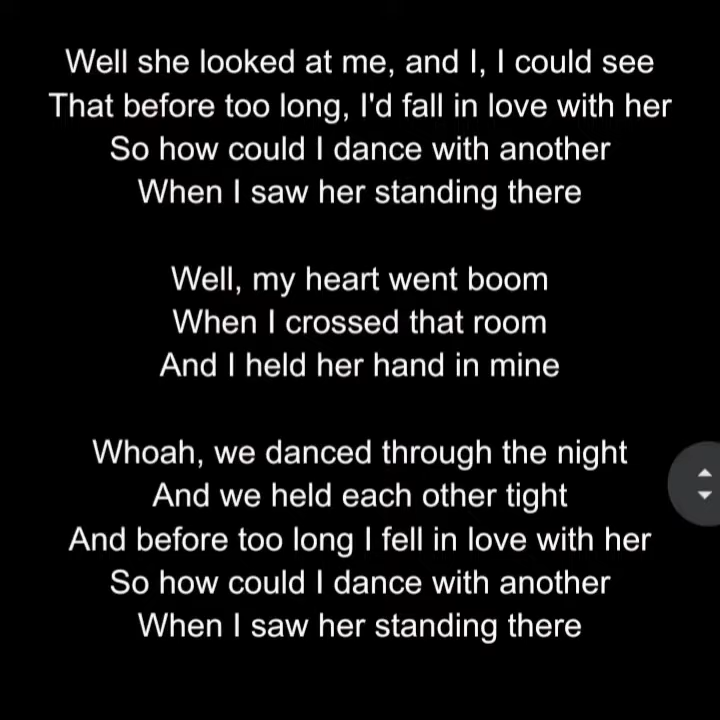 Well she looked at me, and I, I could see
That before too long, I'd fall in love with her
So how could I dance with another
When I saw her standing there
Well, my heart went boom
When I crossed that room
And I held her hand in mine
Whoah, we danced through the night
And we held each other tight
And before too long I fell in love with her
So how could I dance with another
When I saw her standing there